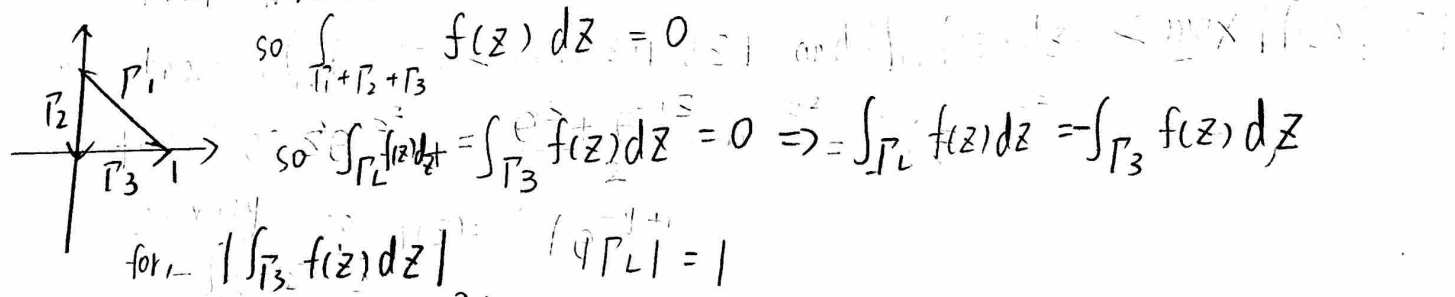 so ∫_{Γ1+Γ2+Γ3} f(z) dz = 0
Γ1
Γ2
Γ3 1
so ∫_{ΓL} f(z)dz + = ∫_{Γ3} f(z) dz = 0 => = ∫_{ΓL} f(z) dz = -∫_{Γ3} f(z) dz
for, |∫_{Γ3} f(z) dz| ΓL| = 1